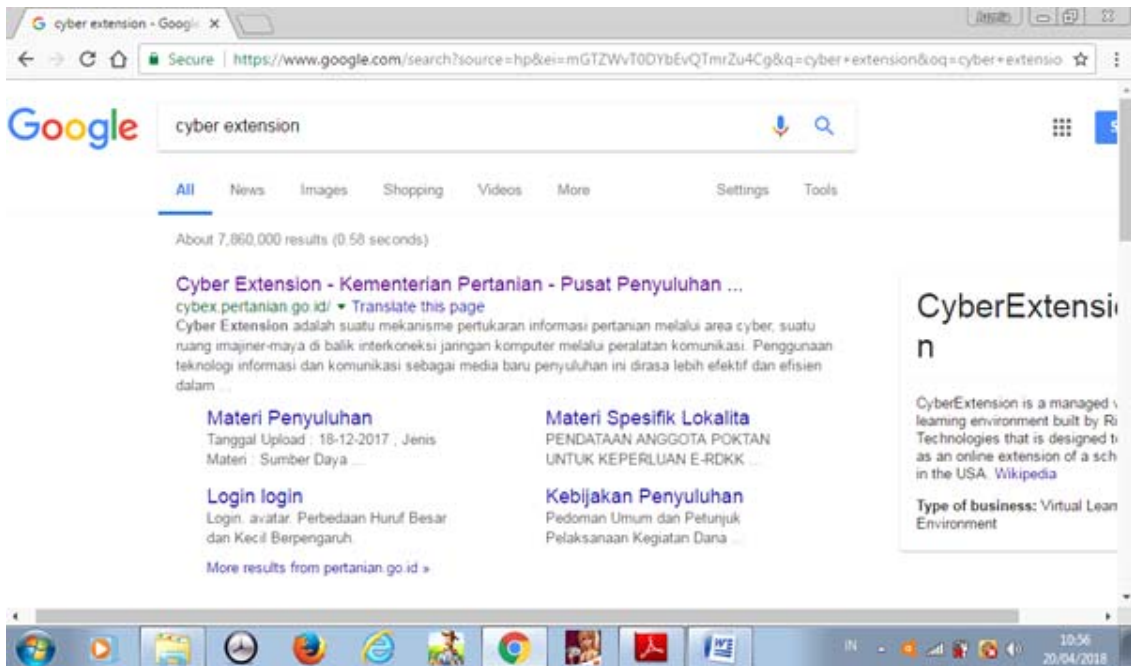 cyber extension - Googl
Secure | https://www.google.com/search?source=hp&ei=mGTZWvT0DYbEvQTmrZu4Cg&q=cyber+extension&oq=cyber+extensio
Google
cyber extension
All News Images Shopping Videos More Settings Tools
About 7,860,000 results (0.58 seconds)
Cyber Extension - Kementerian Pertanian - Pusat Penyuluhan ...
cybex.pertanian.go.id/ ▾ Translate this page
Cyber Extension adalah suatu mekanisme pertukaran informasi pertanian melalui area cyber, suatu
ruang imajiner-maya di balik interkoneksi jaringan komputer melalui peralatan komunikasi. Penggunaan
teknologi informasi dan komunikasi sebagai media baru penyuluhan ini dirasa lebih efektif dan efisien
dalam ...
Materi Penyuluhan
Tanggal Upload : 18-12-2017 , Jenis
Materi : Sumber Daya ...
Materi Spesifik Lokalita
PENDATAAN ANGGOTA POKTAN
UNTUK KEPERLUAN E-RDKK ...
Login login
Login. avatar. Perbedaan Huruf Besar
dan Kecil Berpengaruh.
Kebijakan Penyuluhan
Pedoman Umum dan Petunjuk
Pelaksanaan Kegiatan Dana ...
More results from pertanian.go.id »
CyberExtensio
n
CyberExtension is a managed v
learning environment built by Ri
Technologies that is designed t
as an online extension of a sch
in the USA. Wikipedia
Type of business: Virtual Lear
Environment
IN
10:56
20/04/2018